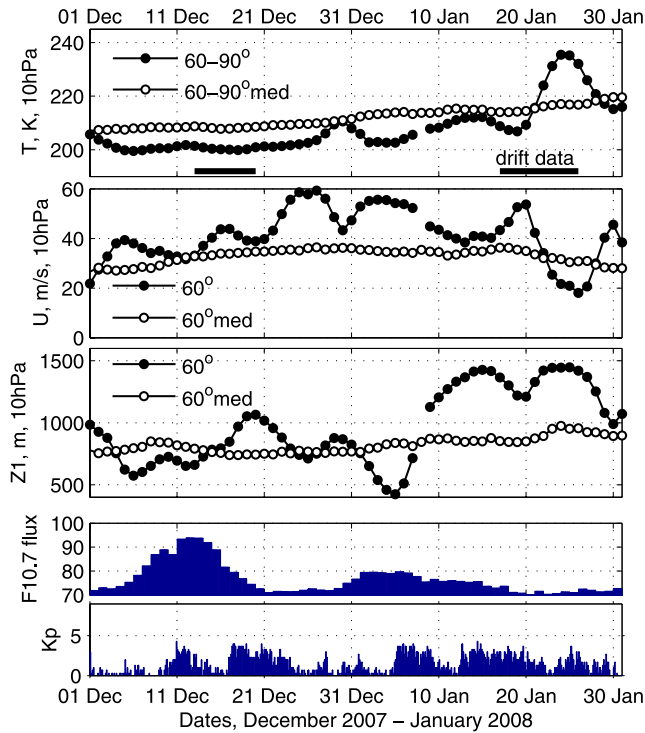 01 Dec 11 Dec 21 Dec 31 Dec 10 Jan 20 Jan 30 Jan
240
220
200
T, K, 10hPa
60−90°
60−90°med
drift data
60
40
20
0
U, m/s, 10hPa
60°
60°med
1500
1000
500
Z1, m, 10hPa
60°
60°med
100
90
80
70
F10.7 flux
5
0
Kp
01 Dec 11 Dec 21 Dec 31 Dec 10 Jan 20 Jan 30 Jan
Dates, December 2007 − January 2008